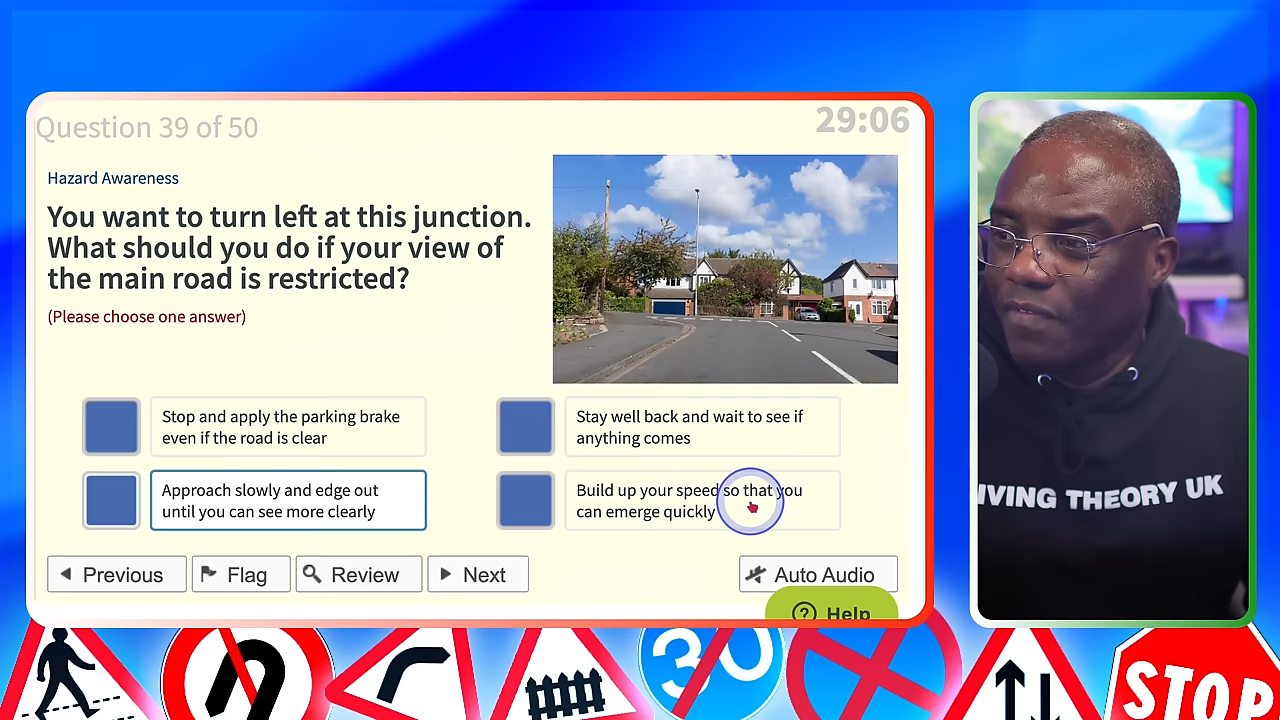 Question 39 of 50
29:06
Hazard Awareness
You want to turn left at this junction.
What should you do if your view of
the main road is restricted?
(Please choose one answer)
Stop and apply the parking brake
even if the road is clear
Stay well back and wait to see if
anything comes
Approach slowly and edge out
until you can see more clearly
Build up your speed so that you
can emerge quickly
Previous
Flag
Review
Next
Auto Audio
? Help
IVING THEORY UK
30
STOP